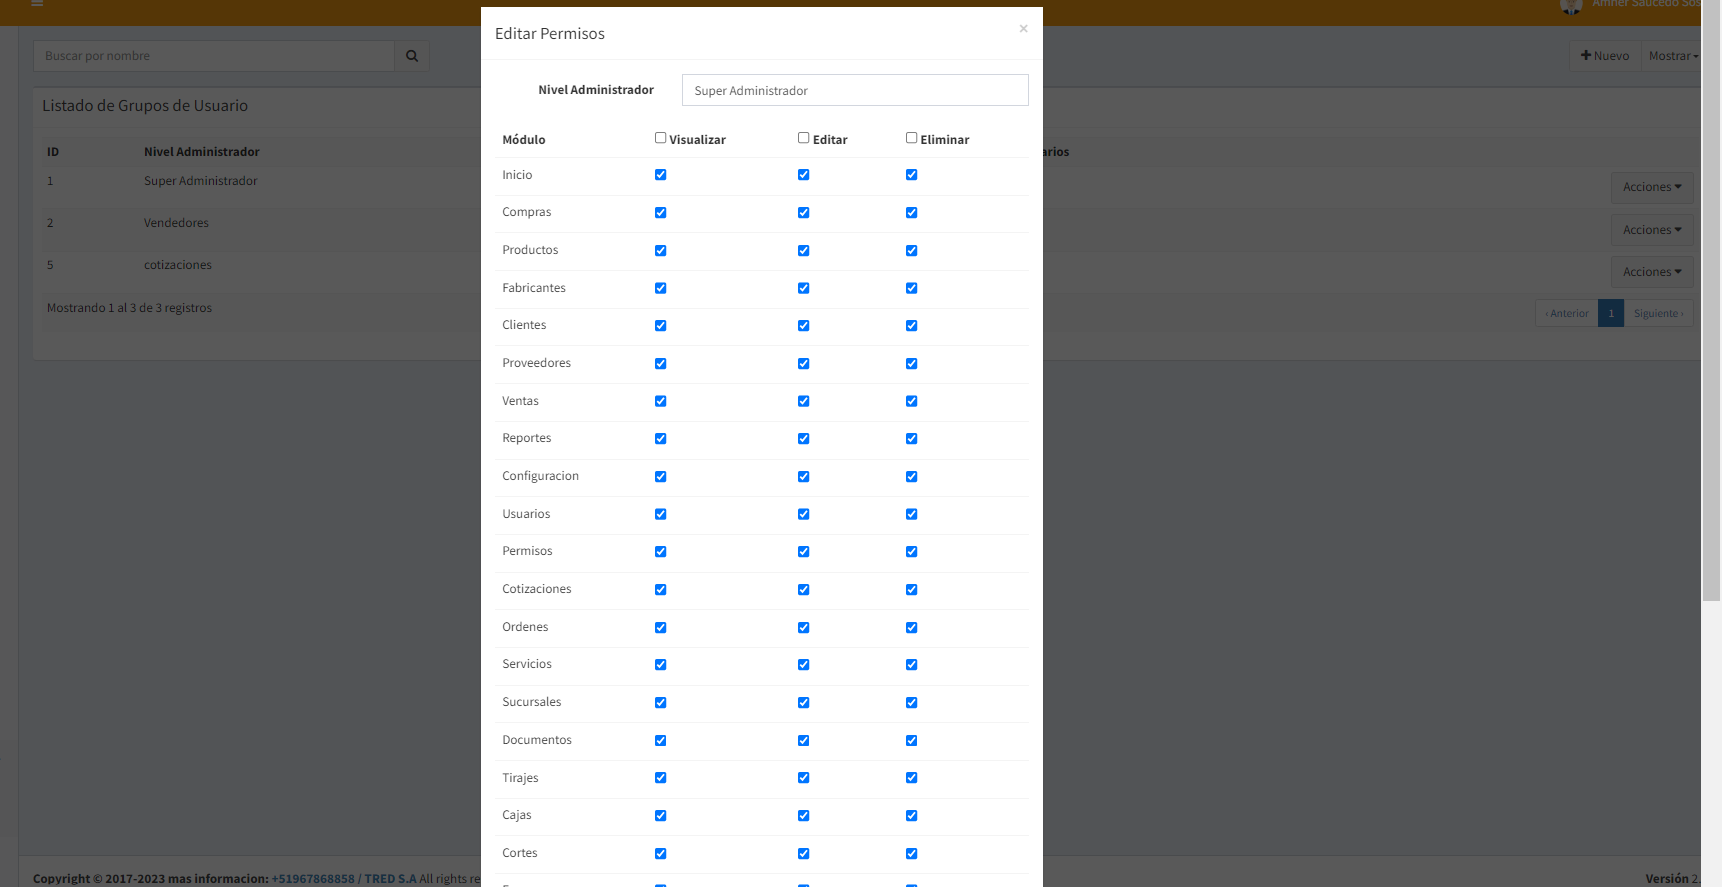 Amner Saucedo Sos
Editar Permisos
×
Buscar por nombre
Nuevo
Mostrar
Nivel Administrador
Super Administrador
Listado de Grupos de Usuario
Módulo Visualizar Editar Eliminar
ID Nivel Administrador arios
1 Super Administrador Acciones
2 Vendedores Acciones
5 cotizaciones Acciones
Mostrando 1 al 3 de 3 registros
‹ Anterior 1 Siguiente ›
Inicio
Compras
Productos
Fabricantes
Clientes
Proveedores
Ventas
Reportes
Configuracion
Usuarios
Permisos
Cotizaciones
Ordenes
Servicios
Sucursales
Documentos
Tirajes
Cajas
Cortes
Copyright © 2017-2023 mas informacion: +51967868858 / TRED S.A All rights re
Versión 2.